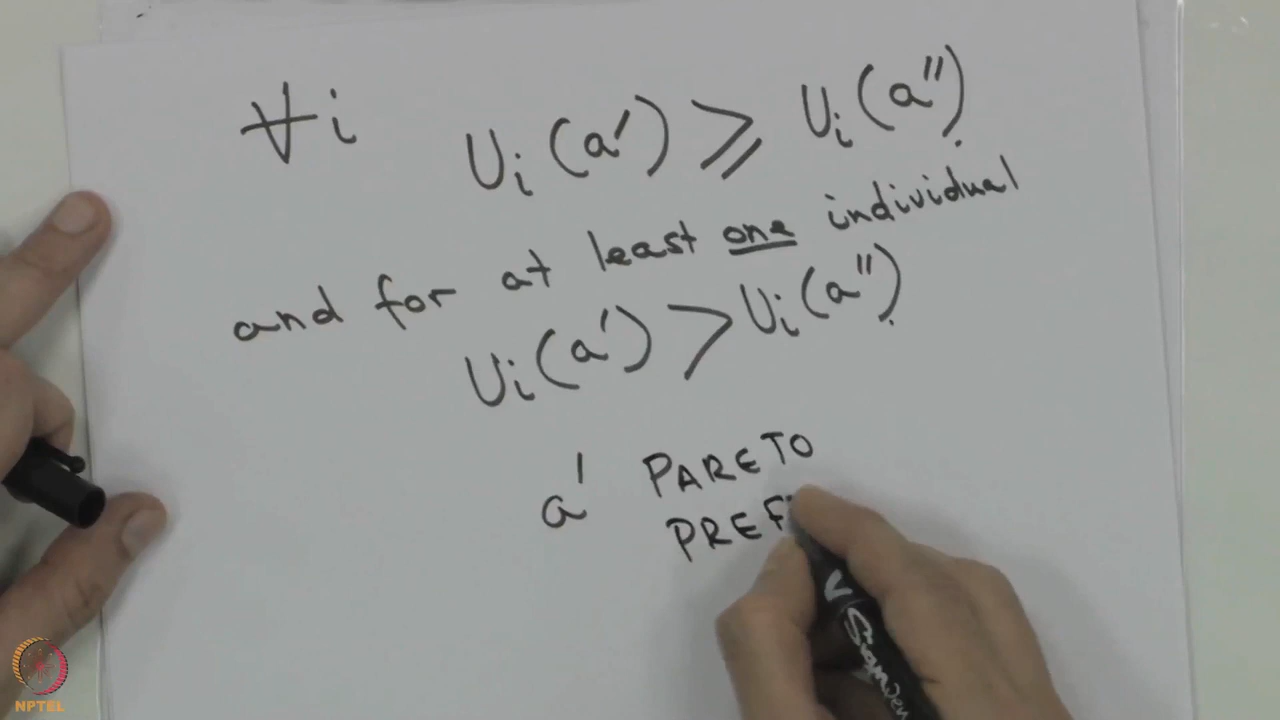 ∀i Uᵢ(a') ⩾ Uᵢ(a'').
and for at least one individual
Uᵢ(a') > Uᵢ(a'').
a' PARETO
PREF
NPTEL